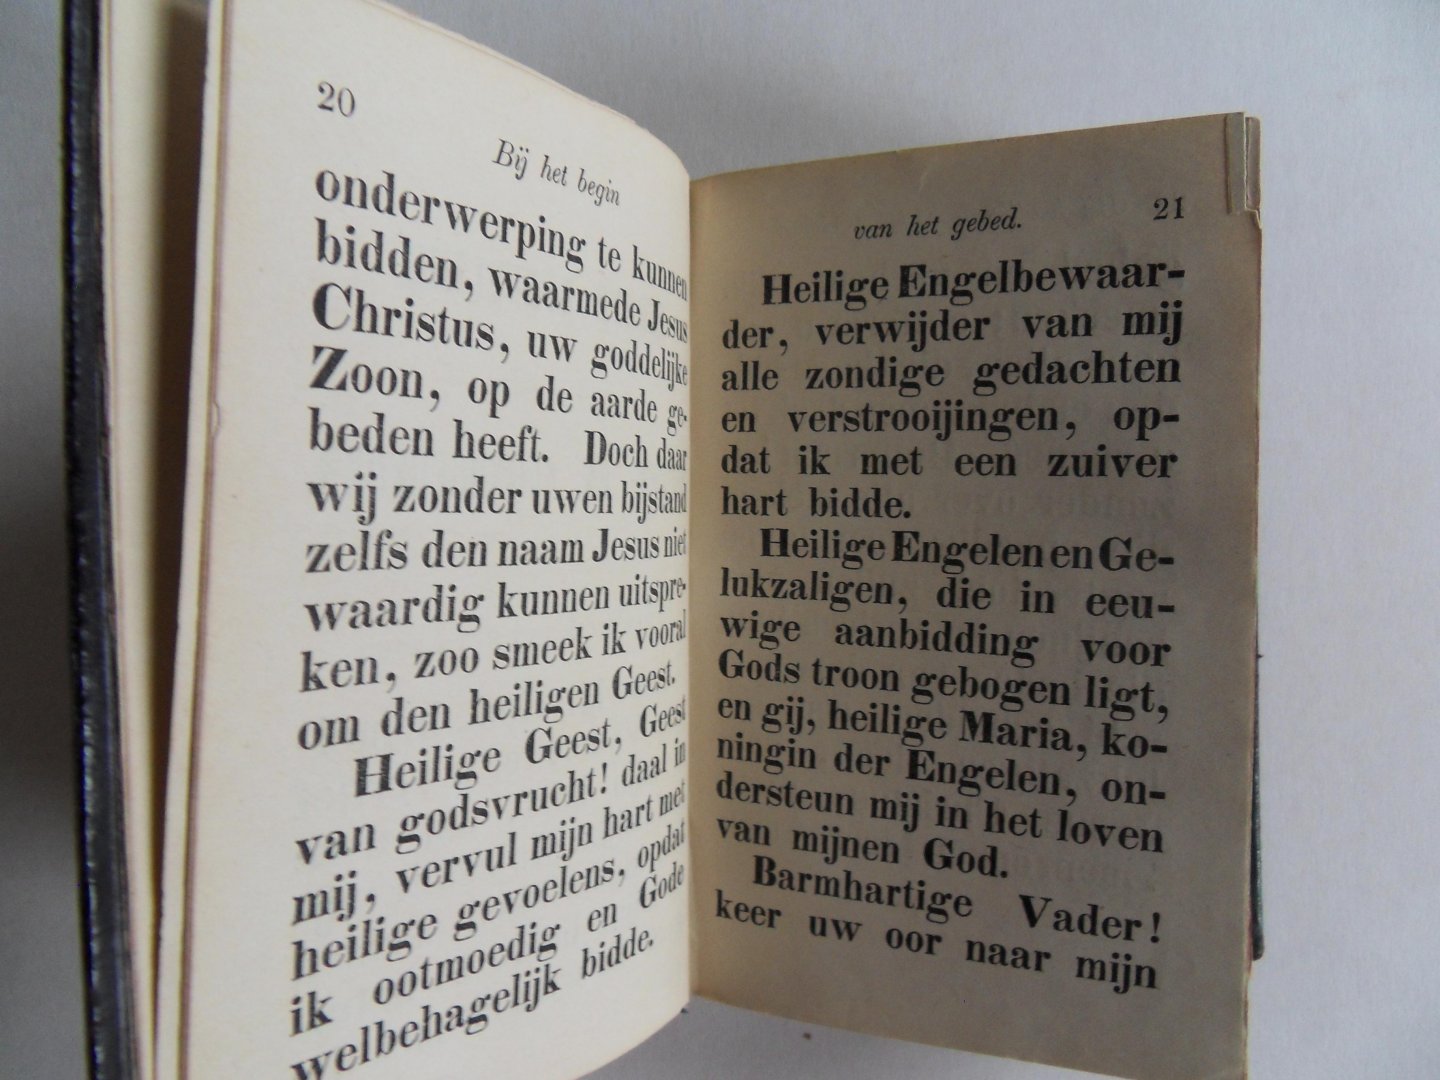 20
Bij het begin
onderwerping te kunnen
bidden, waarmede Jesus
Christus, uw goddelijke
Zoon, op de aarde ge-
beden heeft. Doch daar
wij zonder uwen bijstand
zelfs den naam Jesus niet
waardig kunnen uitspre-
ken, zoo smeek ik vooral
om den heiligen Geest.
Heilige Geest, Geest
van godsvrucht! daal in
mij, vervul mijn hart met
heilige gevoelens, opdat
ik ootmoedig en Gode
welbehagelijk bidde.
21
van het gebed.
Heilige Engelbewaar-
der, verwijder van mij
alle zondige gedachten
en verstrooijingen, op-
dat ik met een zuiver
hart bidde.
Heilige Engelen en Ge-
lukzaligen, die in eeu-
wige aanbidding voor
Gods troon gebogen ligt,
en gij, heilige Maria, ko-
ningin der Engelen, on-
dersteun mij in het loven
van mijnen God.
Barmhartige Vader!
keer uw oor naar mijn